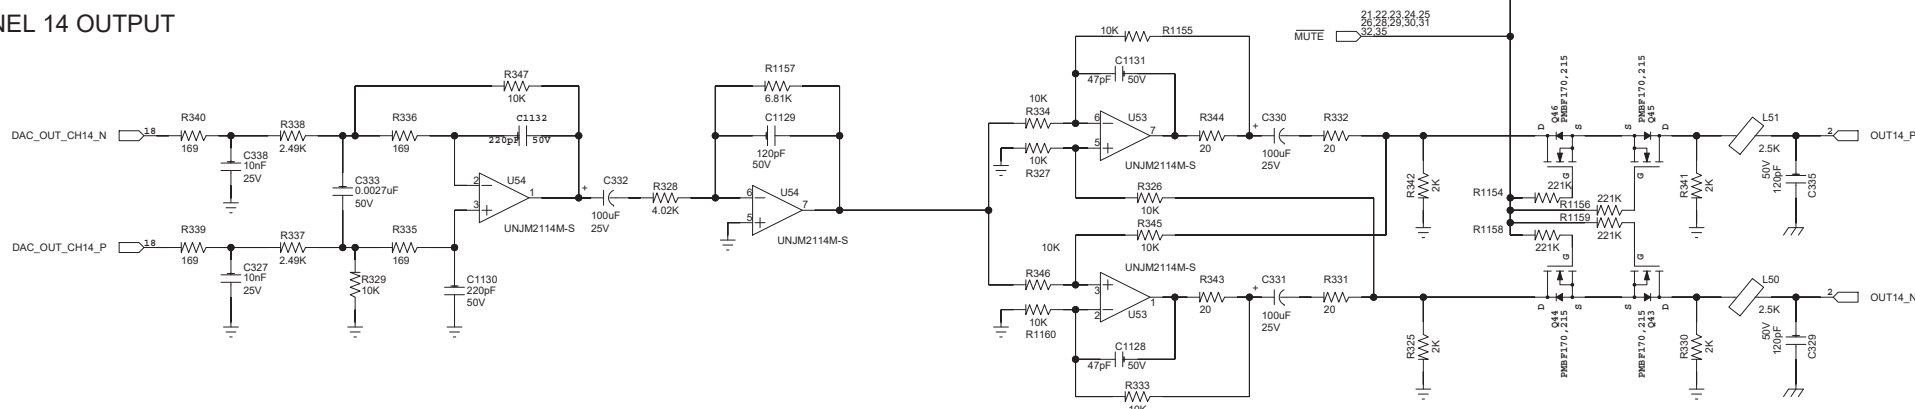 NEL 14 OUTPUT
21,22,23,24,25
26,28,29,30,31
32,35
MUTE
10K
R1155
C1131
47pF
50V
R347
10K
R1157
6.81K
10K
R334
U53
6
5
7
R344
20
+
C330
100uF
25V
R332
20
Q46
PMBF170,215
PMBF170,215
Q45
D
S
S
D
G
G
L51
2.5K
2
OUT14_P
DAC_OUT_CH14_N
18
R340
169
R338
2.49K
R336
169
C1132
220pF
50V
C1129
120pF
50V
10K
R327
UNJM2114M-S
C338
10nF
25V
C333
0.0027uF
50V
2
3
U54
1
UNJM2114M-S
+
C332
100uF
25V
R328
4.02K
6
5
U54
7
UNJM2114M-S
R326
10K
R345
10K
R342
2K
R1154
221K
R1156
221K
R1159
221K
R1158
221K
R341
2K
50V
120pF
C335
DAC_OUT_CH14_P
18
R339
169
R337
2.49K
R335
169
C327
10nF
25V
R329
10K
C1130
220pF
50V
10K
R346
UNJM2114M-S
3
2
1
U53
10K
R1160
R343
20
+
C331
100uF
25V
R331
20
G
G
D
S
S
D
Q44
PMBF170,215
PMBF170,215
Q43
L50
2.5K
2
OUT14_N
C1128
47pF
50V
R333
10K
R325
2K
R330
2K
50V
120pF
C329